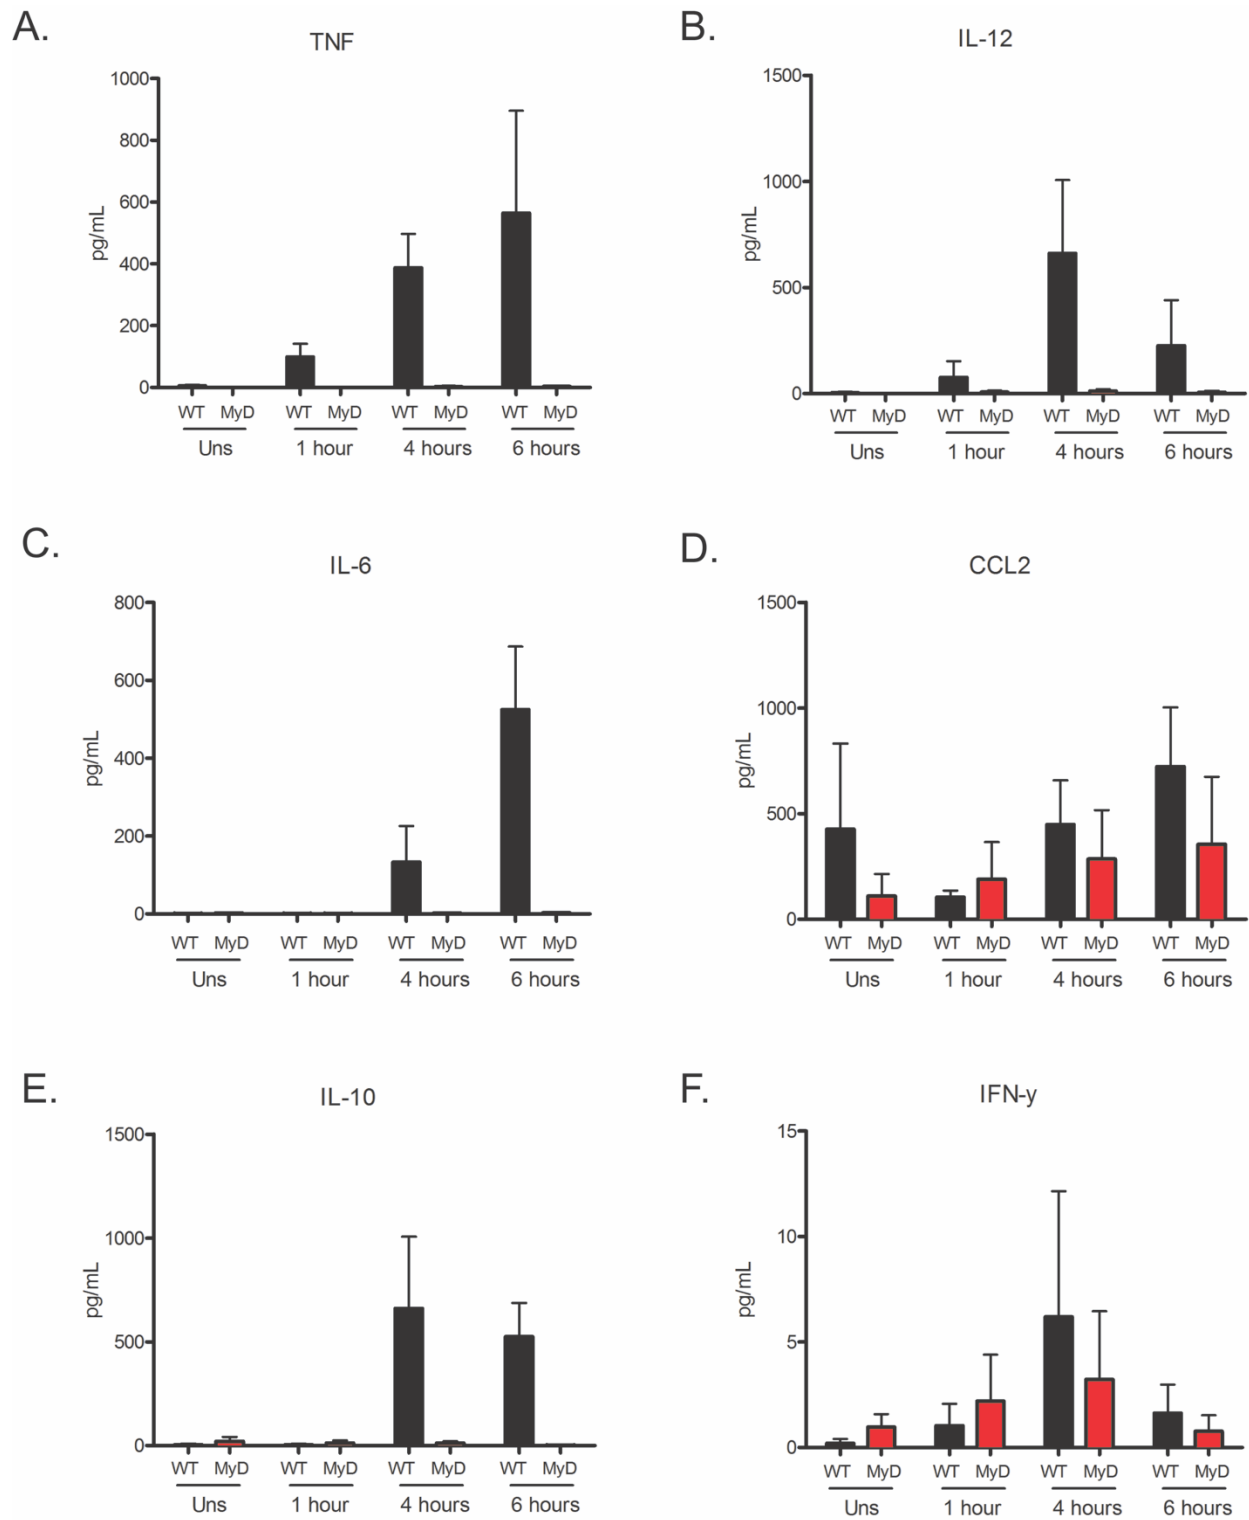 A.
TNF
1000
800
600
400
200
0
pg/mL
WT MyD WT MyD WT MyD WT MyD
Uns 1 hour 4 hours 6 hours
B.
IL-12
1500
1000
500
0
pg/mL
WT MyD WT MyD WT MyD WT MyD
Uns 1 hour 4 hours 6 hours
C.
IL-6
800
600
400
200
0
pg/mL
WT MyD WT MyD WT MyD WT MyD
Uns 1 hour 4 hours 6 hours
D.
CCL2
1500
1000
500
0
pg/mL
WT MyD WT MyD WT MyD WT MyD
Uns 1 hour 4 hours 6 hours
E.
IL-10
1500
1000
500
0
pg/mL
WT MyD WT MyD WT MyD WT MyD
Uns 1 hour 4 hours 6 hours
F.
IFN-y
15
10
5
0
pg/mL
WT MyD WT MyD WT MyD WT MyD
Uns 1 hour 4 hours 6 hours